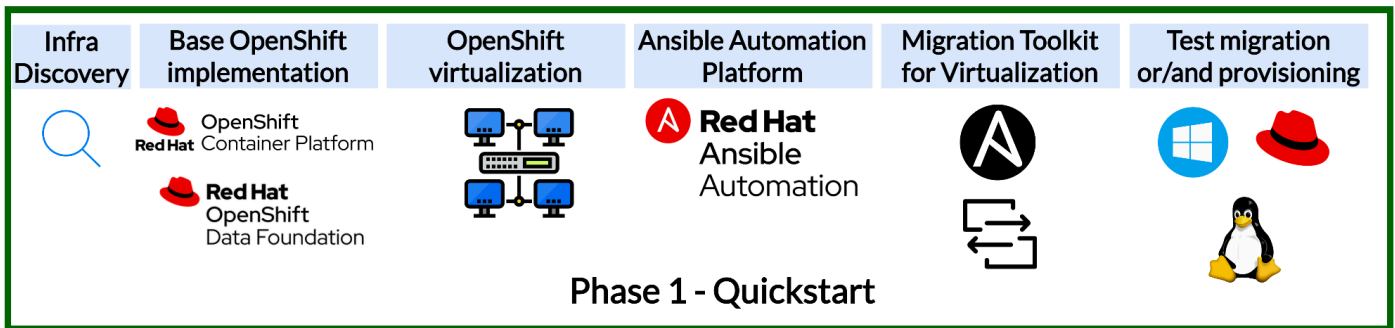 Infra
Discovery
Base OpenShift
implementation
OpenShift
virtualization
Ansible Automation
Platform
Migration Toolkit
for Virtualization
Test migration
or/and provisioning
Red Hat
OpenShift
Container Platform
Red Hat
OpenShift
Data Foundation
A
Red Hat
Ansible
Automation
A
Phase 1 - Quickstart